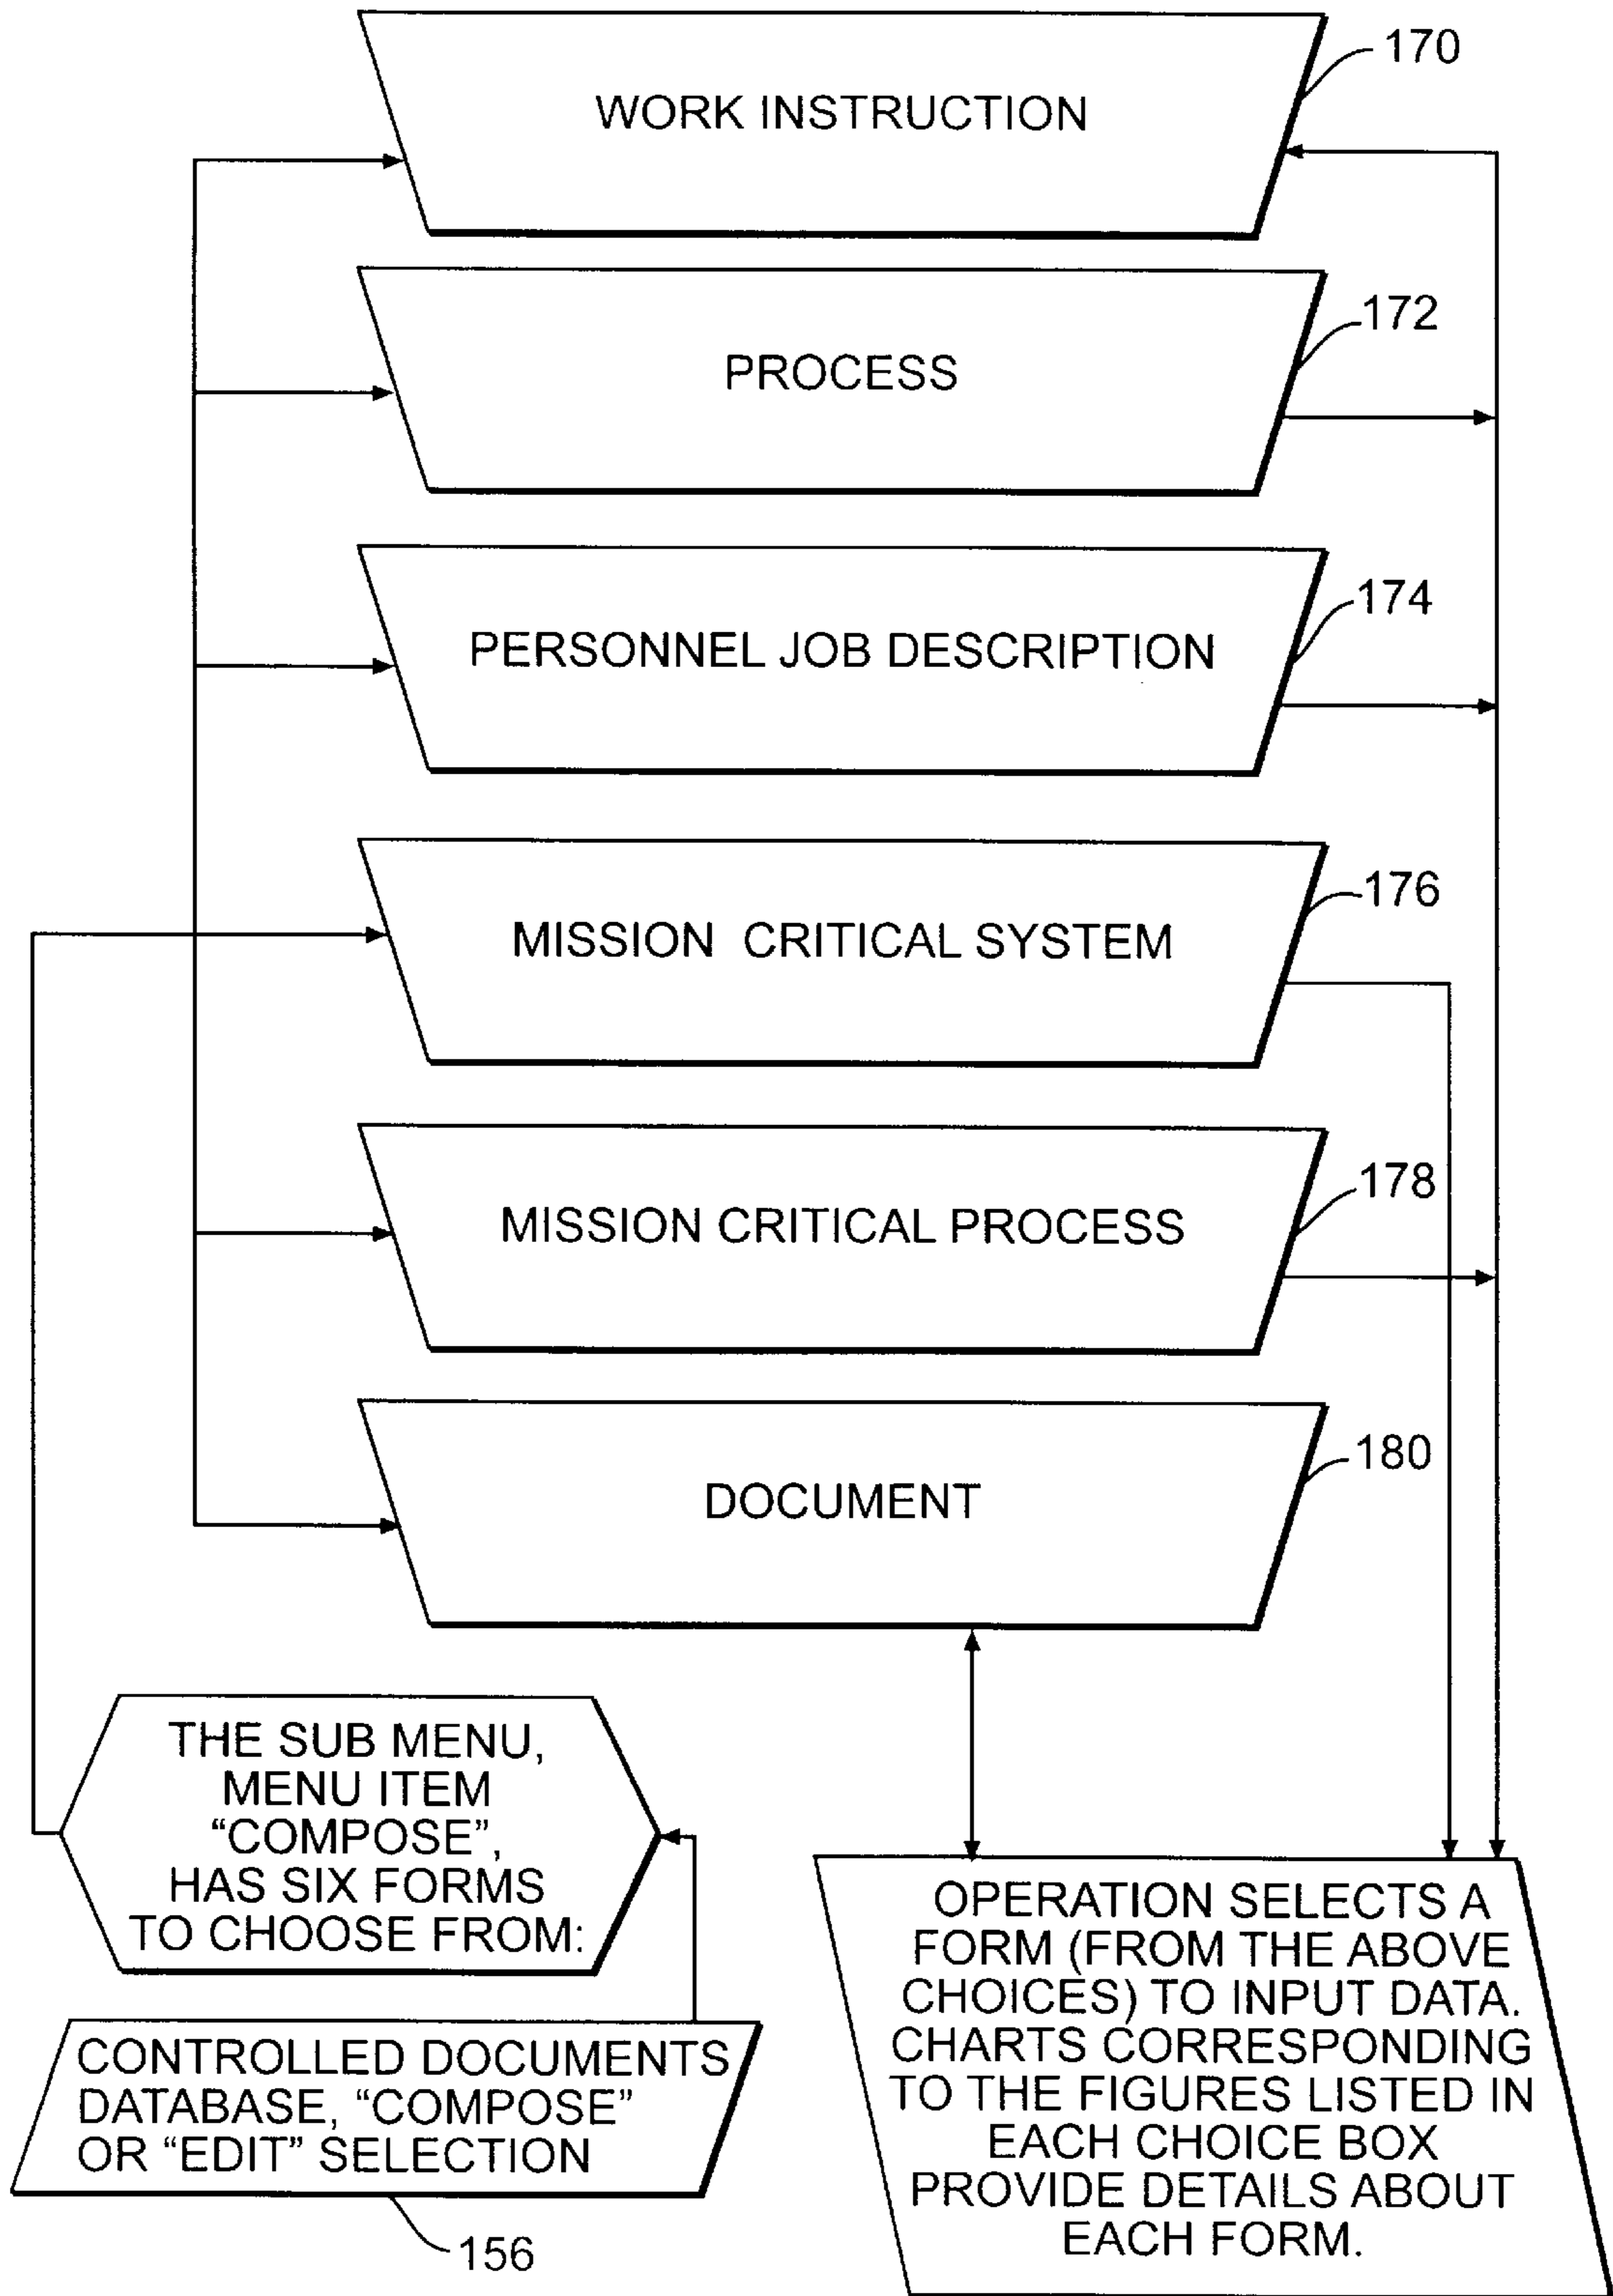 170
WORK INSTRUCTION
172
PROCESS
174
PERSONNEL JOB DESCRIPTION
176
MISSION CRITICAL SYSTEM
178
MISSION CRITICAL PROCESS
180
DOCUMENT
THE SUB MENU,
MENU ITEM
“COMPOSE”,
HAS SIX FORMS
TO CHOOSE FROM:
CONTROLLED DOCUMENTS
DATABASE, “COMPOSE”
OR “EDIT” SELECTION
156
OPERATION SELECTS A
FORM (FROM THE ABOVE
CHOICES) TO INPUT DATA.
CHARTS CORRESPONDING
TO THE FIGURES LISTED IN
EACH CHOICE BOX
PROVIDE DETAILS ABOUT
EACH FORM.